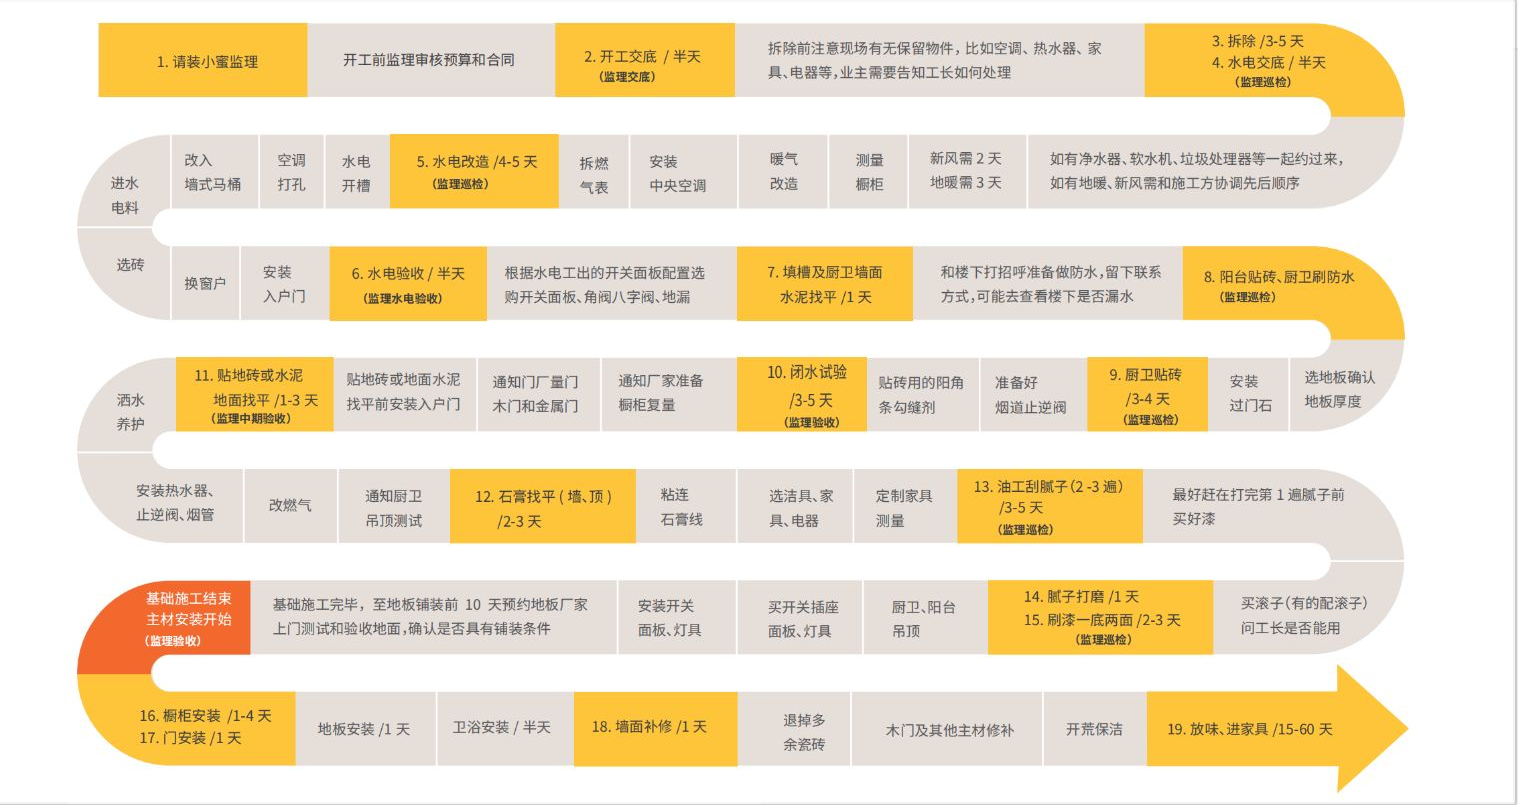 1. 请装小蜜监理
开工前监理审核预算和合同
2. 开工交底 / 半天
(监理交底)
拆除前注意现场有无保留物件，比如空调、热水器、家
具、电器等，业主需要告知工长如何处理
3. 拆除 /3-5 天
4. 水电交底 / 半天
(监理巡检)
如有净水器、软水机、垃圾处理器等一起约过来，
如有地暖、新风需和施工方协调先后顺序
新风需 2 天
地暖需 3 天
测量
橱柜
暖气
改造
安装
中央空调
拆燃
气表
5. 水电改造 /4-5 天
(监理巡检)
水电
开槽
空调
打孔
改入
墙式马桶
进水
电料
选砖
换窗户
安装
入户门
6. 水电验收 / 半天
(监理水电验收)
根据水电工出的开关面板配置选
购开关面板、角阀八字阀、地漏
7. 填槽及厨卫墙面
水泥找平 /1 天
和楼下打招呼准备做防水，留下联系
方式，可能去查看楼下是否漏水
8. 阳台贴砖、厨卫刷防水
(监理巡检)
选地板确认
地板厚度
安装
过门石
9. 厨卫贴砖
/3-4 天
(监理巡检)
准备好
烟道止逆阀
贴砖用的阳角
条勾缝剂
10. 闭水试验
/3-5 天
(监理验收)
通知厂家准备
橱柜复量
通知门厂量门
木门和金属门
贴地砖或地面水泥
找平前安装入户门
11. 贴地砖或水泥
地面找平 /1-3 天
(监理中期验收)
洒水
养护
安装热水器、
止逆阀、烟管
改燃气
通知厨卫
吊顶测试
12. 石膏找平 ( 墙、顶 )
/2-3 天
粘连
石膏线
选洁具、家
具、电器
定制家具
测量
13. 油工刮腻子（2 -3 遍）
/3-5 天
(监理巡检)
最好赶在打完第 1 遍腻子前
买好漆
买滚子（有的配滚子）
问工长是否能用
14. 腻子打磨 /1 天
15. 刷漆一底两面 /2-3 天
(监理巡检)
厨卫、阳台
吊顶
买开关插座
面板、灯具
安装开关
面板、灯具
基础施工完毕，至地板铺装前 10 天预约地板厂家
上门测试和验收地面，确认是否具有铺装条件
基础施工结束
主材安装开始
(监理验收)
16. 橱柜安装 /1-4 天
17. 门安装 /1 天
地板安装 /1 天
卫浴安装 / 半天
18. 墙面补修 /1 天
退掉多
余瓷砖
木门及其他主材修补
开荒保洁
19. 放味、进家具 /15-60 天